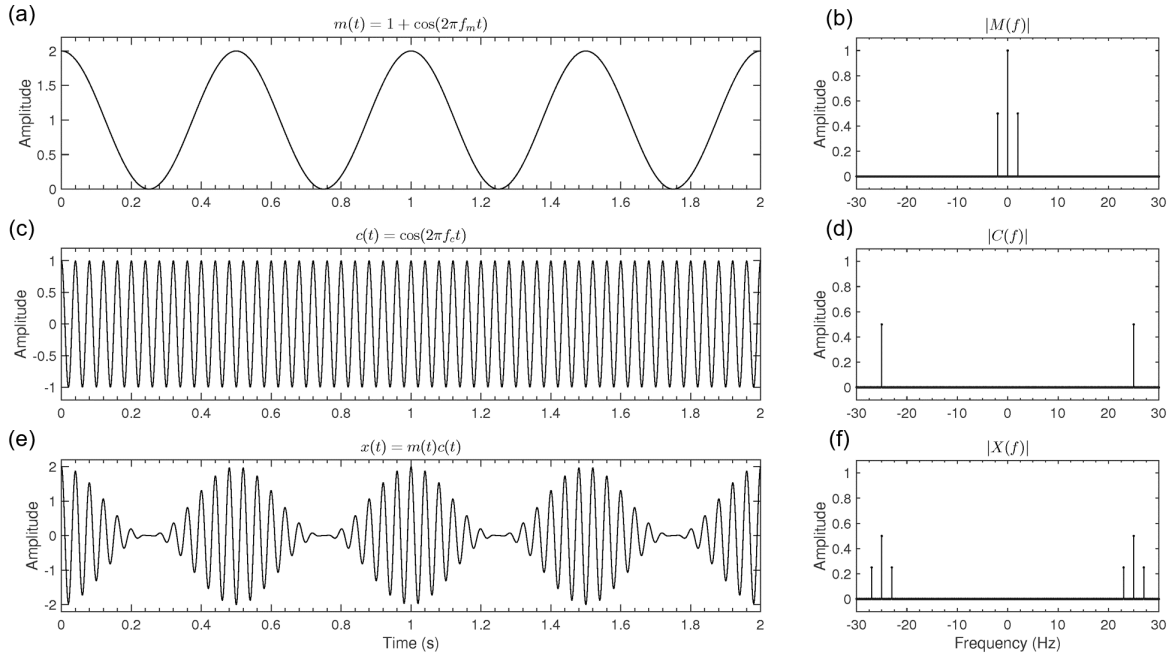 (a)
m(t) = 1 + cos(2πf_mt)
Amplitude
2
1.5
1
0.5
0
0 0.2 0.4 0.6 0.8 1 1.2 1.4 1.6 1.8 2
(b)
|M(f)|
Amplitude
1
0.8
0.6
0.4
0.2
0
-30 -20 -10 0 10 20 30
(c)
c(t) = cos(2πf_ct)
Amplitude
1
0.5
0
-0.5
-1
0 0.2 0.4 0.6 0.8 1 1.2 1.4 1.6 1.8 2
(d)
|C(f)|
Amplitude
1
0.8
0.6
0.4
0.2
0
-30 -20 -10 0 10 20 30
(e)
x(t) = m(t)c(t)
Amplitude
2
1
0
-1
-2
0 0.2 0.4 0.6 0.8 1 1.2 1.4 1.6 1.8 2
Time (s)
(f)
|X(f)|
Amplitude
1
0.8
0.6
0.4
0.2
0
-30 -20 -10 0 10 20 30
Frequency (Hz)